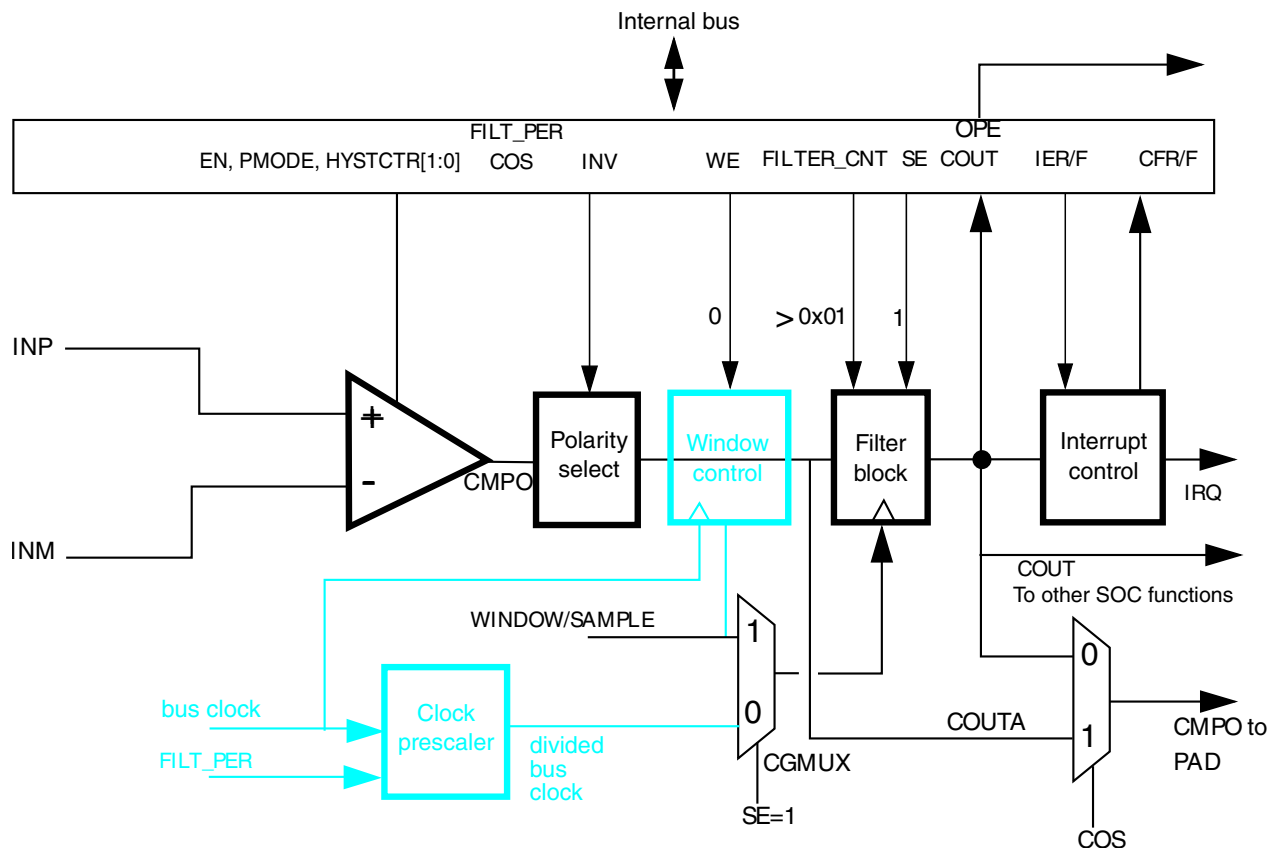 Internal bus
FILT_PER
OPE
EN, PMODE, HYSTCTR[1:0]
COS
INV
WE
FILTER_CNT
SE
COUT
IER/F
CFR/F
0
> 0x01
1
INP
+
-
INM
CMPO
Polarity
select
Window
control
Filter
block
Interrupt
control
IRQ
COUT
To other SOC functions
WINDOW/SAMPLE
1
0
CGMUX
SE=1
bus clock
FILT_PER
Clock
prescaler
divided
bus
clock
COUTA
0
1
CMPO to
PAD
COS